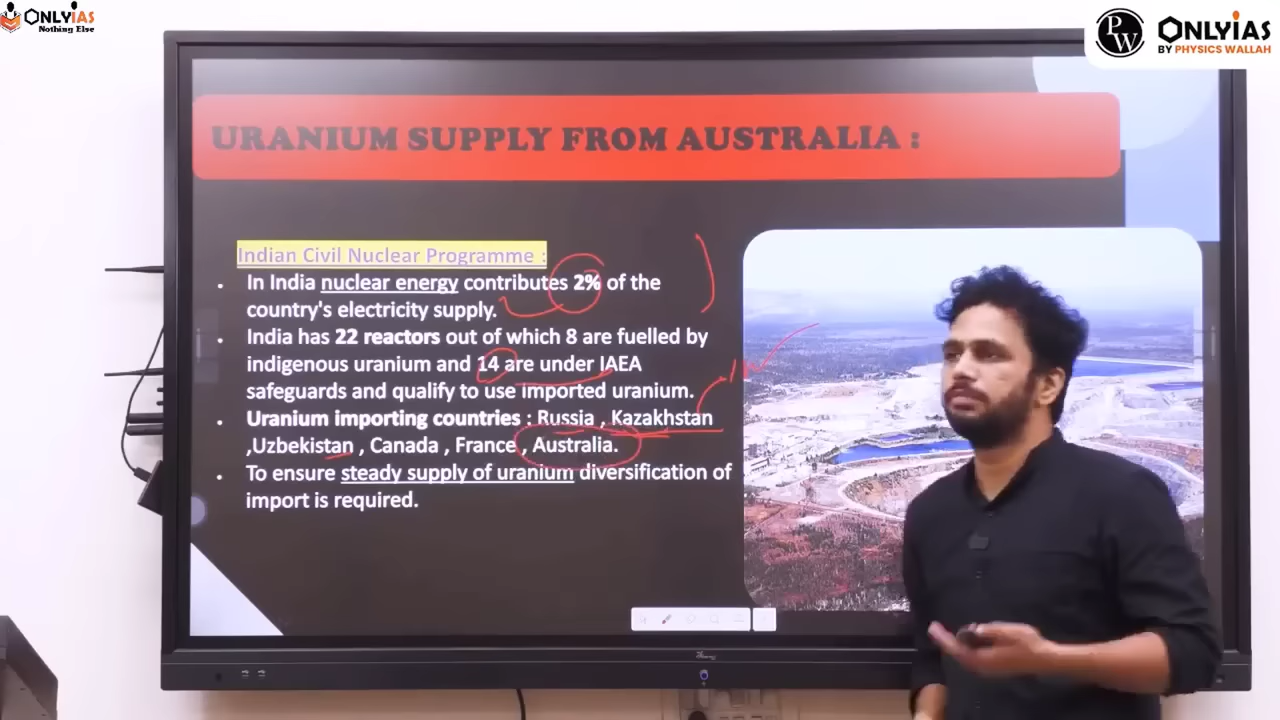 ONLYIAS
Nothing Else
PW
ONLYIAS
BY PHYSICS WALLAH
URANIUM SUPPLY FROM AUSTRALIA :
Indian Civil Nuclear Programme :
• In India nuclear energy contributes 2% of the
country's electricity supply.
• India has 22 reactors out of which 8 are fuelled by
indigenous uranium and 14 are under IAEA
safeguards and qualify to use imported uranium.
• Uranium importing countries : Russia , Kazakhstan
,Uzbekistan , Canada , France , Australia.
• To ensure steady supply of uranium diversification of
import is required.